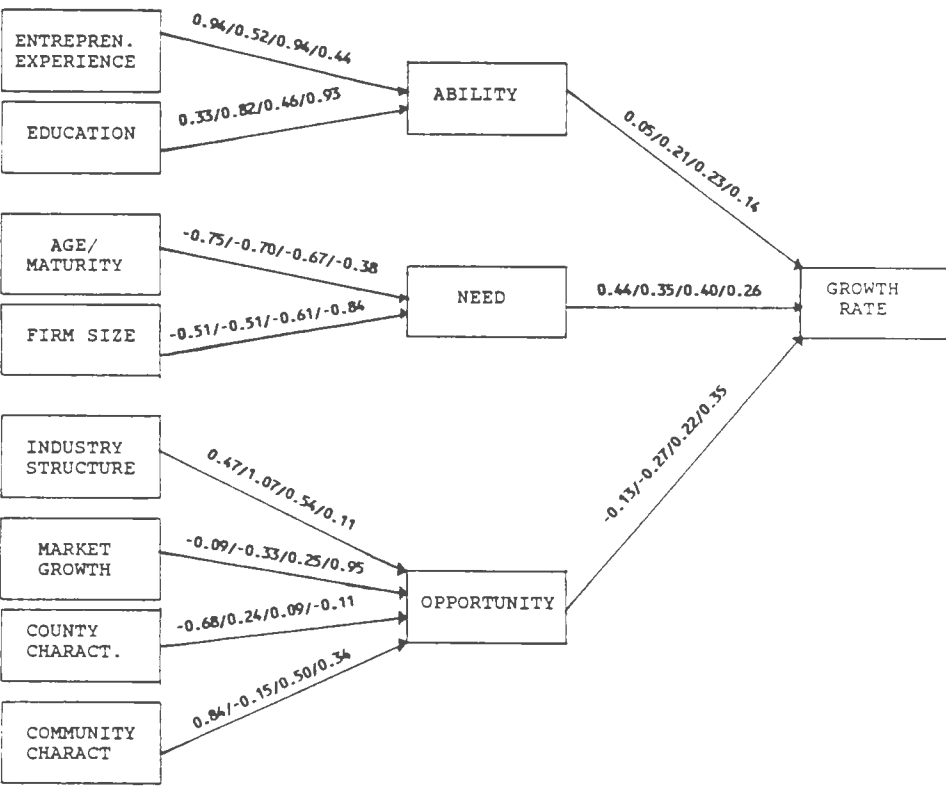 ENTREPREN.
EXPERIENCE
0.94/0.52/0.94/0.44
EDUCATION
0.33/0.82/0.46/0.93
ABILITY
0.05/0.21/0.23/0.14
AGE/
MATURITY
-0.75/-0.70/-0.67/-0.38
FIRM SIZE
-0.51/-0.51/-0.61/-0.84
NEED
0.44/0.35/0.40/0.26
GROWTH
RATE
INDUSTRY
STRUCTURE
0.47/1.07/0.54/0.11
MARKET
GROWTH
-0.09/-0.33/0.25/0.95
COUNTY
CHARACT.
-0.68/0.24/0.09/-0.11
COMMUNITY
CHARACT
0.84/-0.15/0.50/0.34
OPPORTUNITY
-0.13/-0.27/0.22/0.35